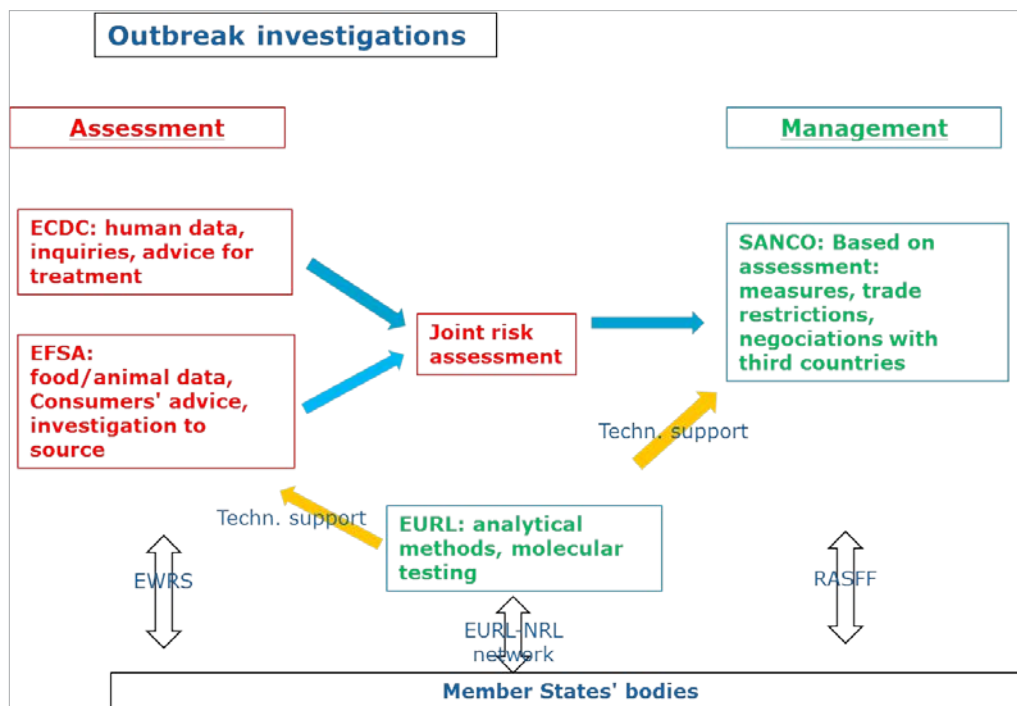 Outbreak investigations
Assessment
Management
ECDC: human data,
inquiries, advice for
treatment
SANCO: Based on
assessment:
measures, trade
restrictions,
negociations with
third countries
Joint risk
assessment
EFSA:
food/animal data,
Consumers' advice,
investigation to
source
Techn. support
Techn. support
EURL: analytical
methods, molecular
testing
EWRS
RASFF
EURL-NRL
network
Member States' bodies